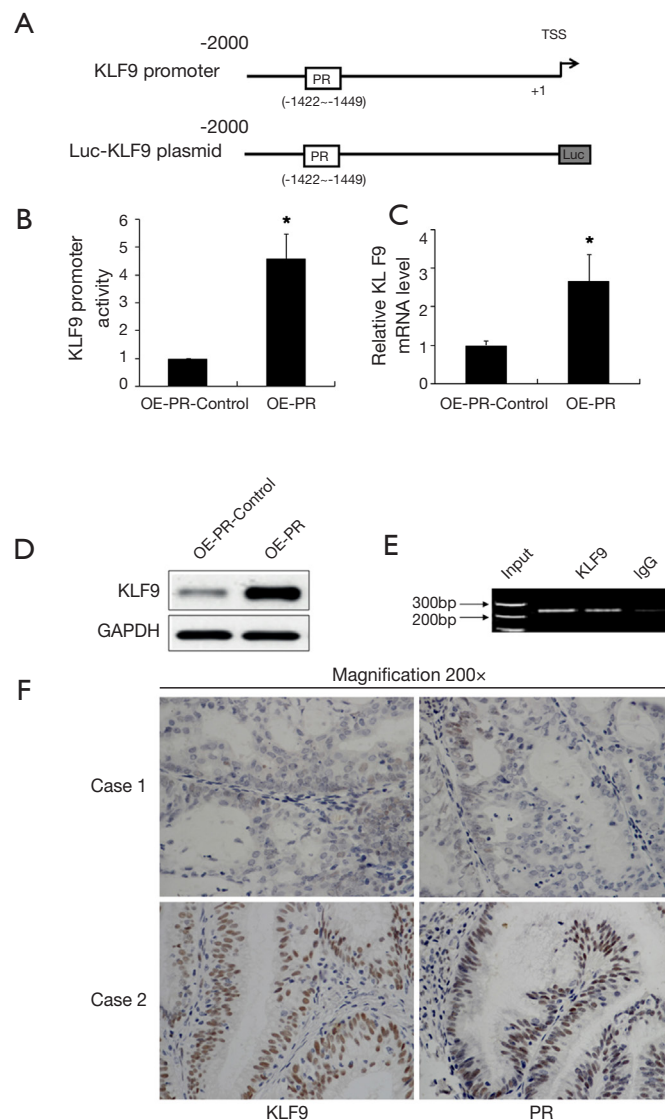 A
-2000
TSS
KLF9 promoter
PR
+1
(-1422~-1449)
-2000
Luc-KLF9 plasmid
PR
Luc
(-1422~-1449)
B
KLF9 promoter
activity
6
5
4
3
2
1
0
*
OE-PR-Control
OE-PR
C
Relative KL F9
mRNA level
4
3
2
1
0
*
OE-PR-Control
OE-PR
D
OE-PR-Control
OE-PR
KLF9
GAPDH
E
Input
KLF9
IgG
300bp
200bp
F
Magnification 200×
Case 1
Case 2
KLF9
PR